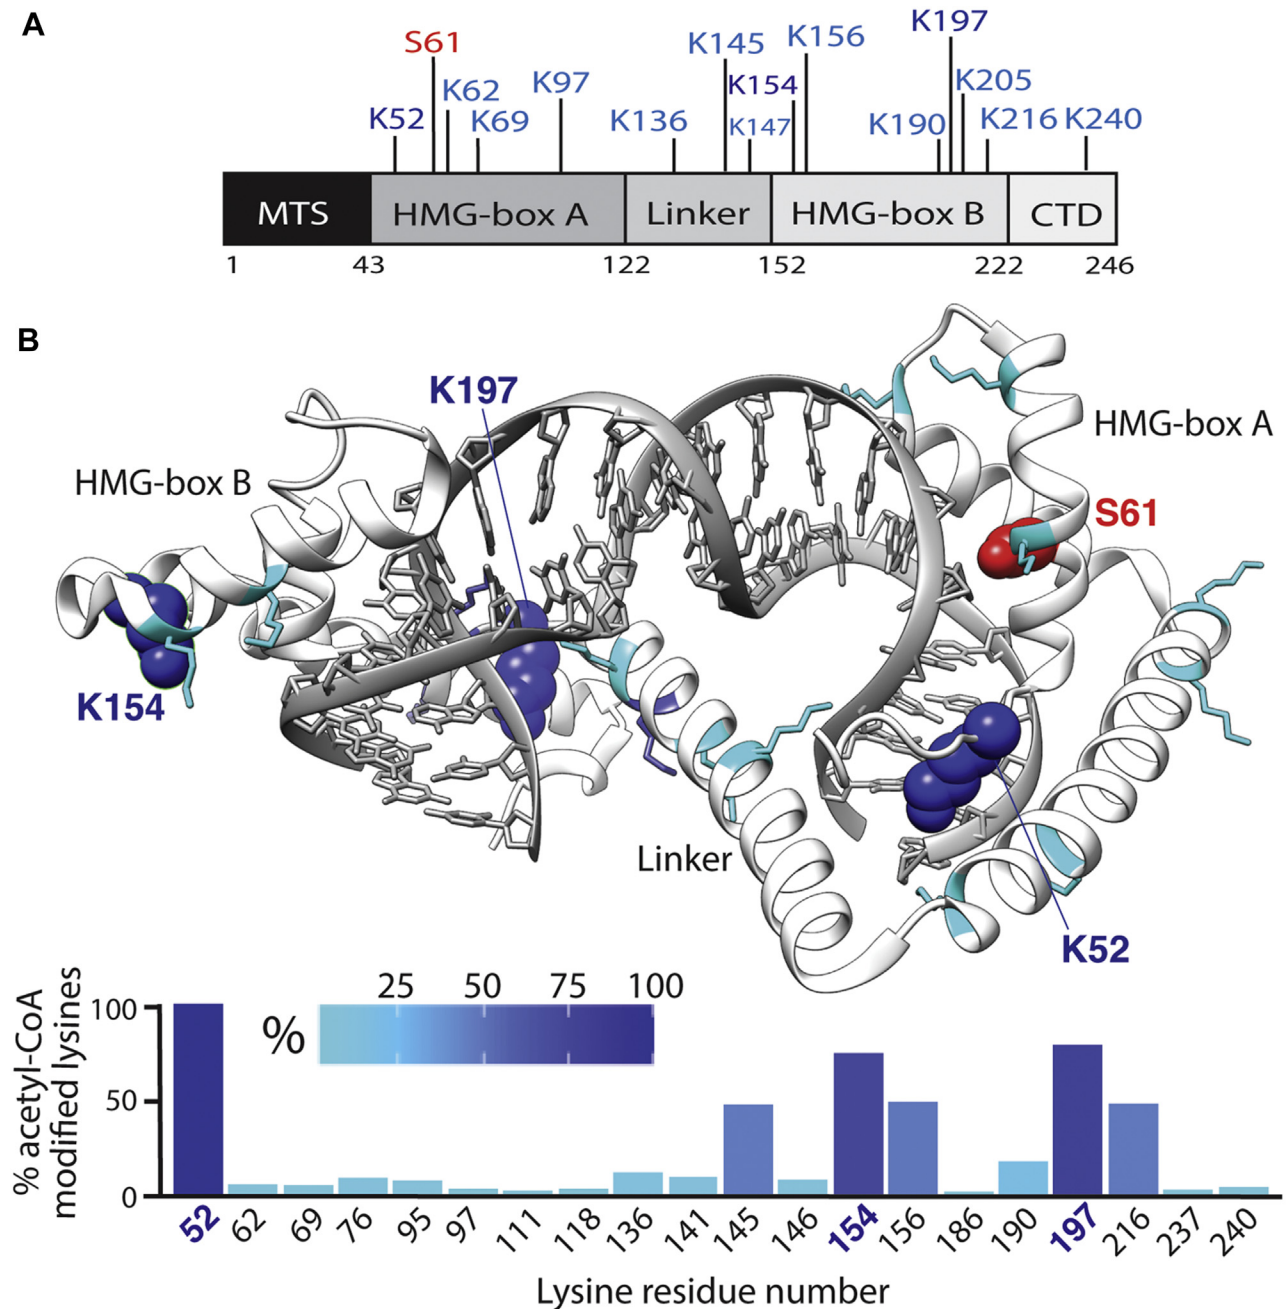 A
S61
K52
K62
K69
K97
K136
K145
K147
K154
K156
K190
K197
K205
K216
K240
MTS
HMG-box A
Linker
HMG-box B
CTD
1
43
122
152
222
246
B
K197
HMG-box B
HMG-box A
S61
K154
Linker
K52
% acetyl-CoA
modified lysines
100
50
0
%
25 50 75 100
52 62 69 76 95 97 111 118 136 141 145 146 154 156 186 190 197 216 237 240
Lysine residue number